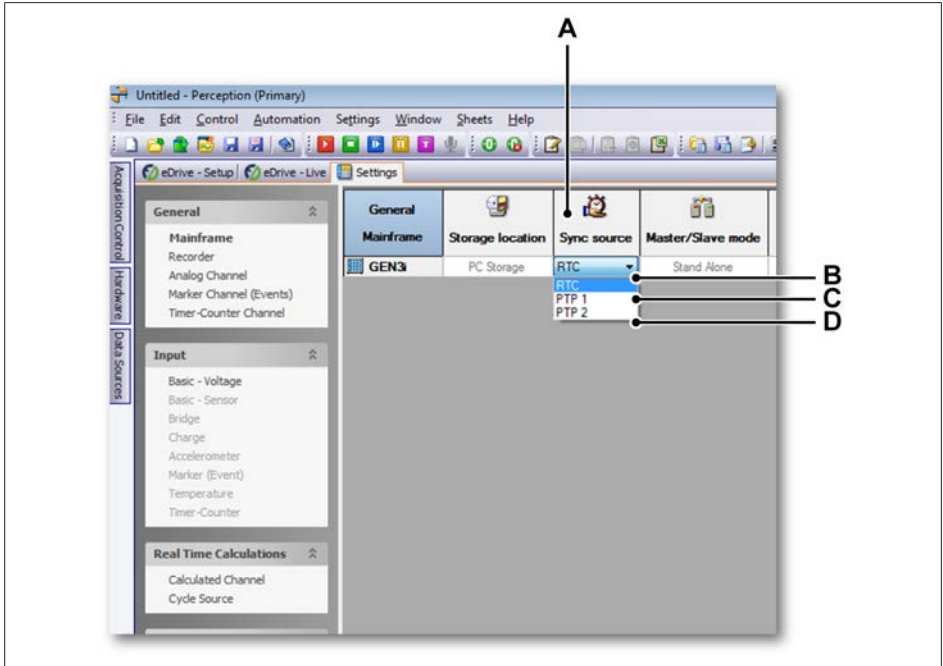 A
Untitled - Perception (Primary)
File Edit Control Automation Settings Window Sheets Help
eDrive - Setup eDrive - Live Settings
Acquisition Control
Hardware
Data Sources
General
Mainframe
Recorder
Analog Channel
Marker Channel (Events)
Timer-Counter Channel
Input
Basic - Voltage
Basic - Sensor
Bridge
Charge
Accelerometer
Marker (Event)
Temperature
Timer-Counter
Real Time Calculations
Calculated Channel
Cycle Source
General
Mainframe Storage location Sync source Master/Slave mode
GEN3i PC Storage RTC Stand Alone
RTC
PTP 1
PTP 2
B
C
D